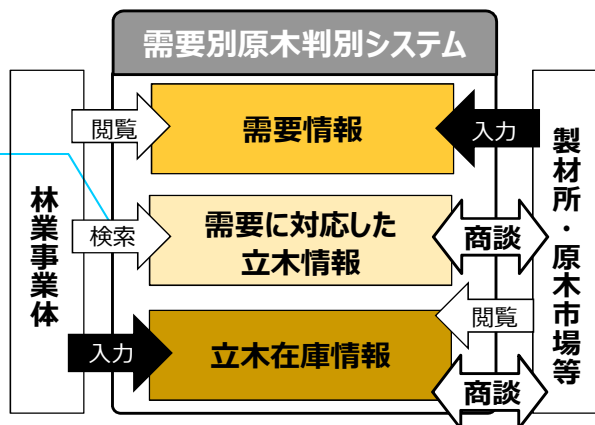 需要別原木判別システム
林業事業体
閲覧
需要情報
入力
検索
需要に対応した
立木情報
商談
入力
立木在庫情報
閲覧
商談
製材所・原木市場等